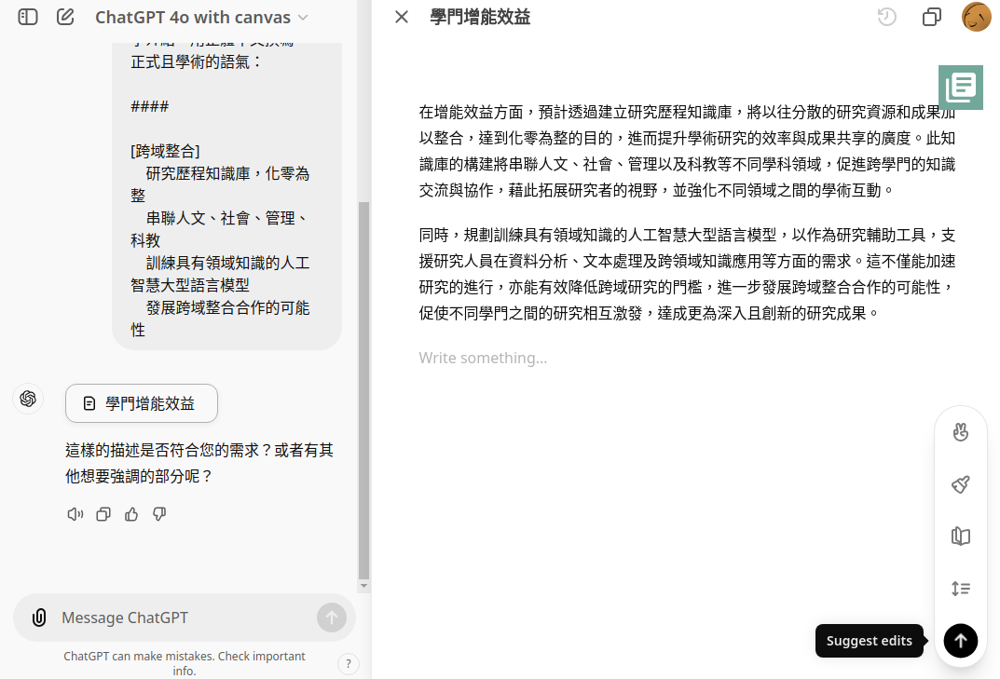 ChatGPT 4o with canvas
正式且學術的語氣：
####
[跨域整合]
研究歷程知識庫，化零為
整
串聯人文、社會、管理、
科教
訓練具有領域知識的人工
智慧大型語言模型
發展跨域整合合作的可能
性
學門增能效益
這樣的描述是否符合您的需求？或者有其
他想要強調的部分呢？
Message ChatGPT
ChatGPT can make mistakes. Check important
info.
?
學門增能效益
在增能效益方面，預計透過建立研究歷程知識庫，將以往分散的研究資源和成果加
以整合，達到化零為整的目的，進而提升學術研究的效率與成果共享的廣度。此知
識庫的構建將串聯人文、社會、管理以及科教等不同學科領域，促進跨學門的知識
交流與協作，藉此拓展研究者的視野，並強化不同領域之間的學術互動。
同時，規劃訓練具有領域知識的人工智慧大型語言模型，以作為研究輔助工具，支
援研究人員在資料分析、文本處理及跨領域知識應用等方面的需求。這不僅能加速
研究的進行，亦能有效降低跨域研究的門檻，進一步發展跨域整合合作的可能性，
促使不同學門之間的研究相互激發，達成更為深入且創新的研究成果。
Write something...
Suggest edits